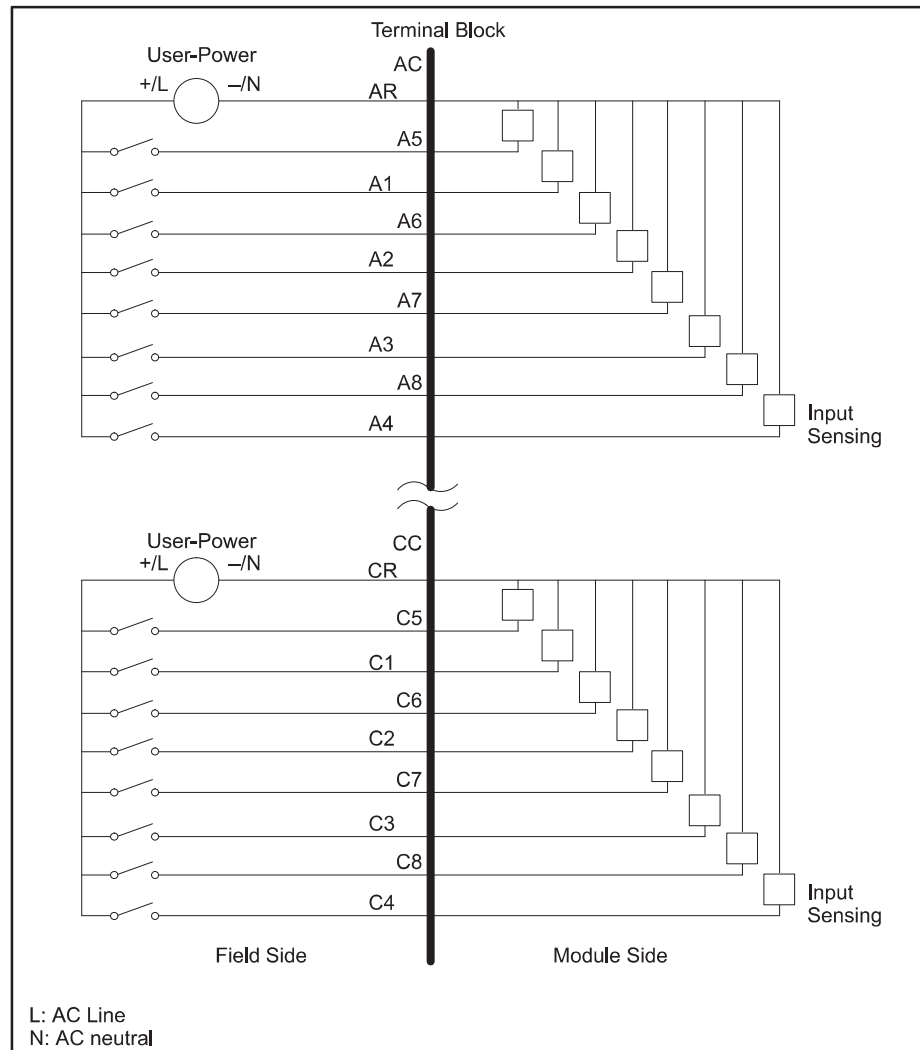 Terminal Block
User-Power
+/L –/N
AC
AR
A5
A1
A6
A2
A7
A3
A8
A4
Input
Sensing
User-Power
+/L –/N
CC
CR
C5
C1
C6
C2
C7
C3
C8
C4
Input
Sensing
Field Side
Module Side
L: AC Line
N: AC neutral